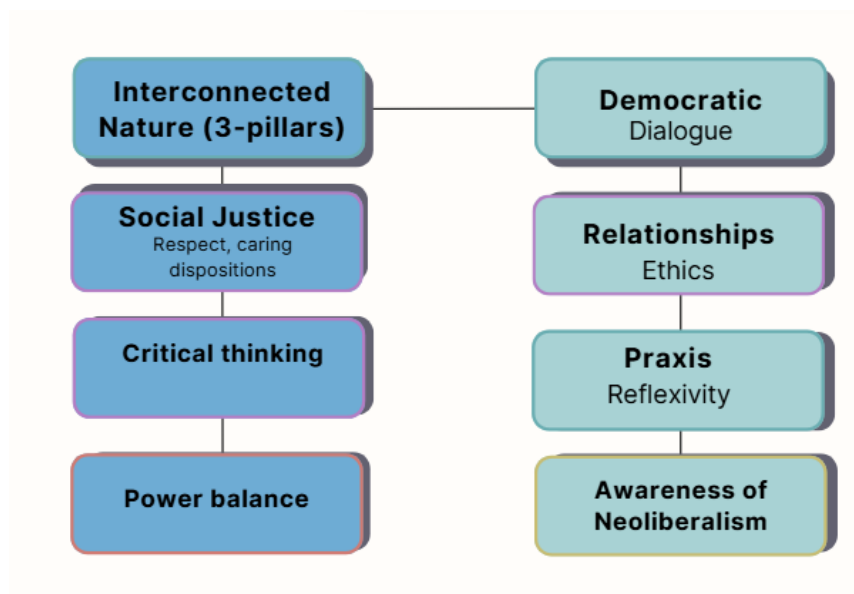 Interconnected
Nature (3-pillars)
Social Justice
Respect, caring
dispositions
Critical thinking
Power balance
Democratic
Dialogue
Relationships
Ethics
Praxis
Reflexivity
Awareness of
Neoliberalism